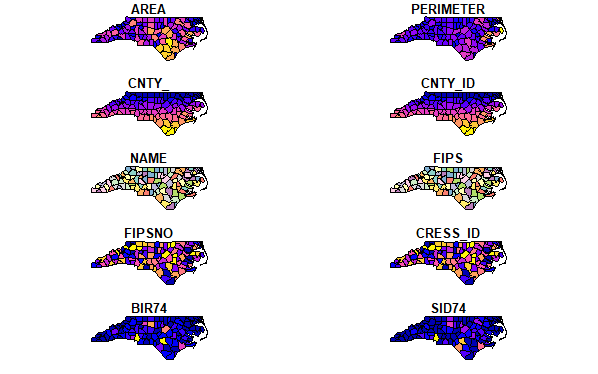 AREA
PERIMETER
CNTY_
CNTY_ID
NAME
FIPS
FIPSNO
CRESS_ID
BIR74
SID74